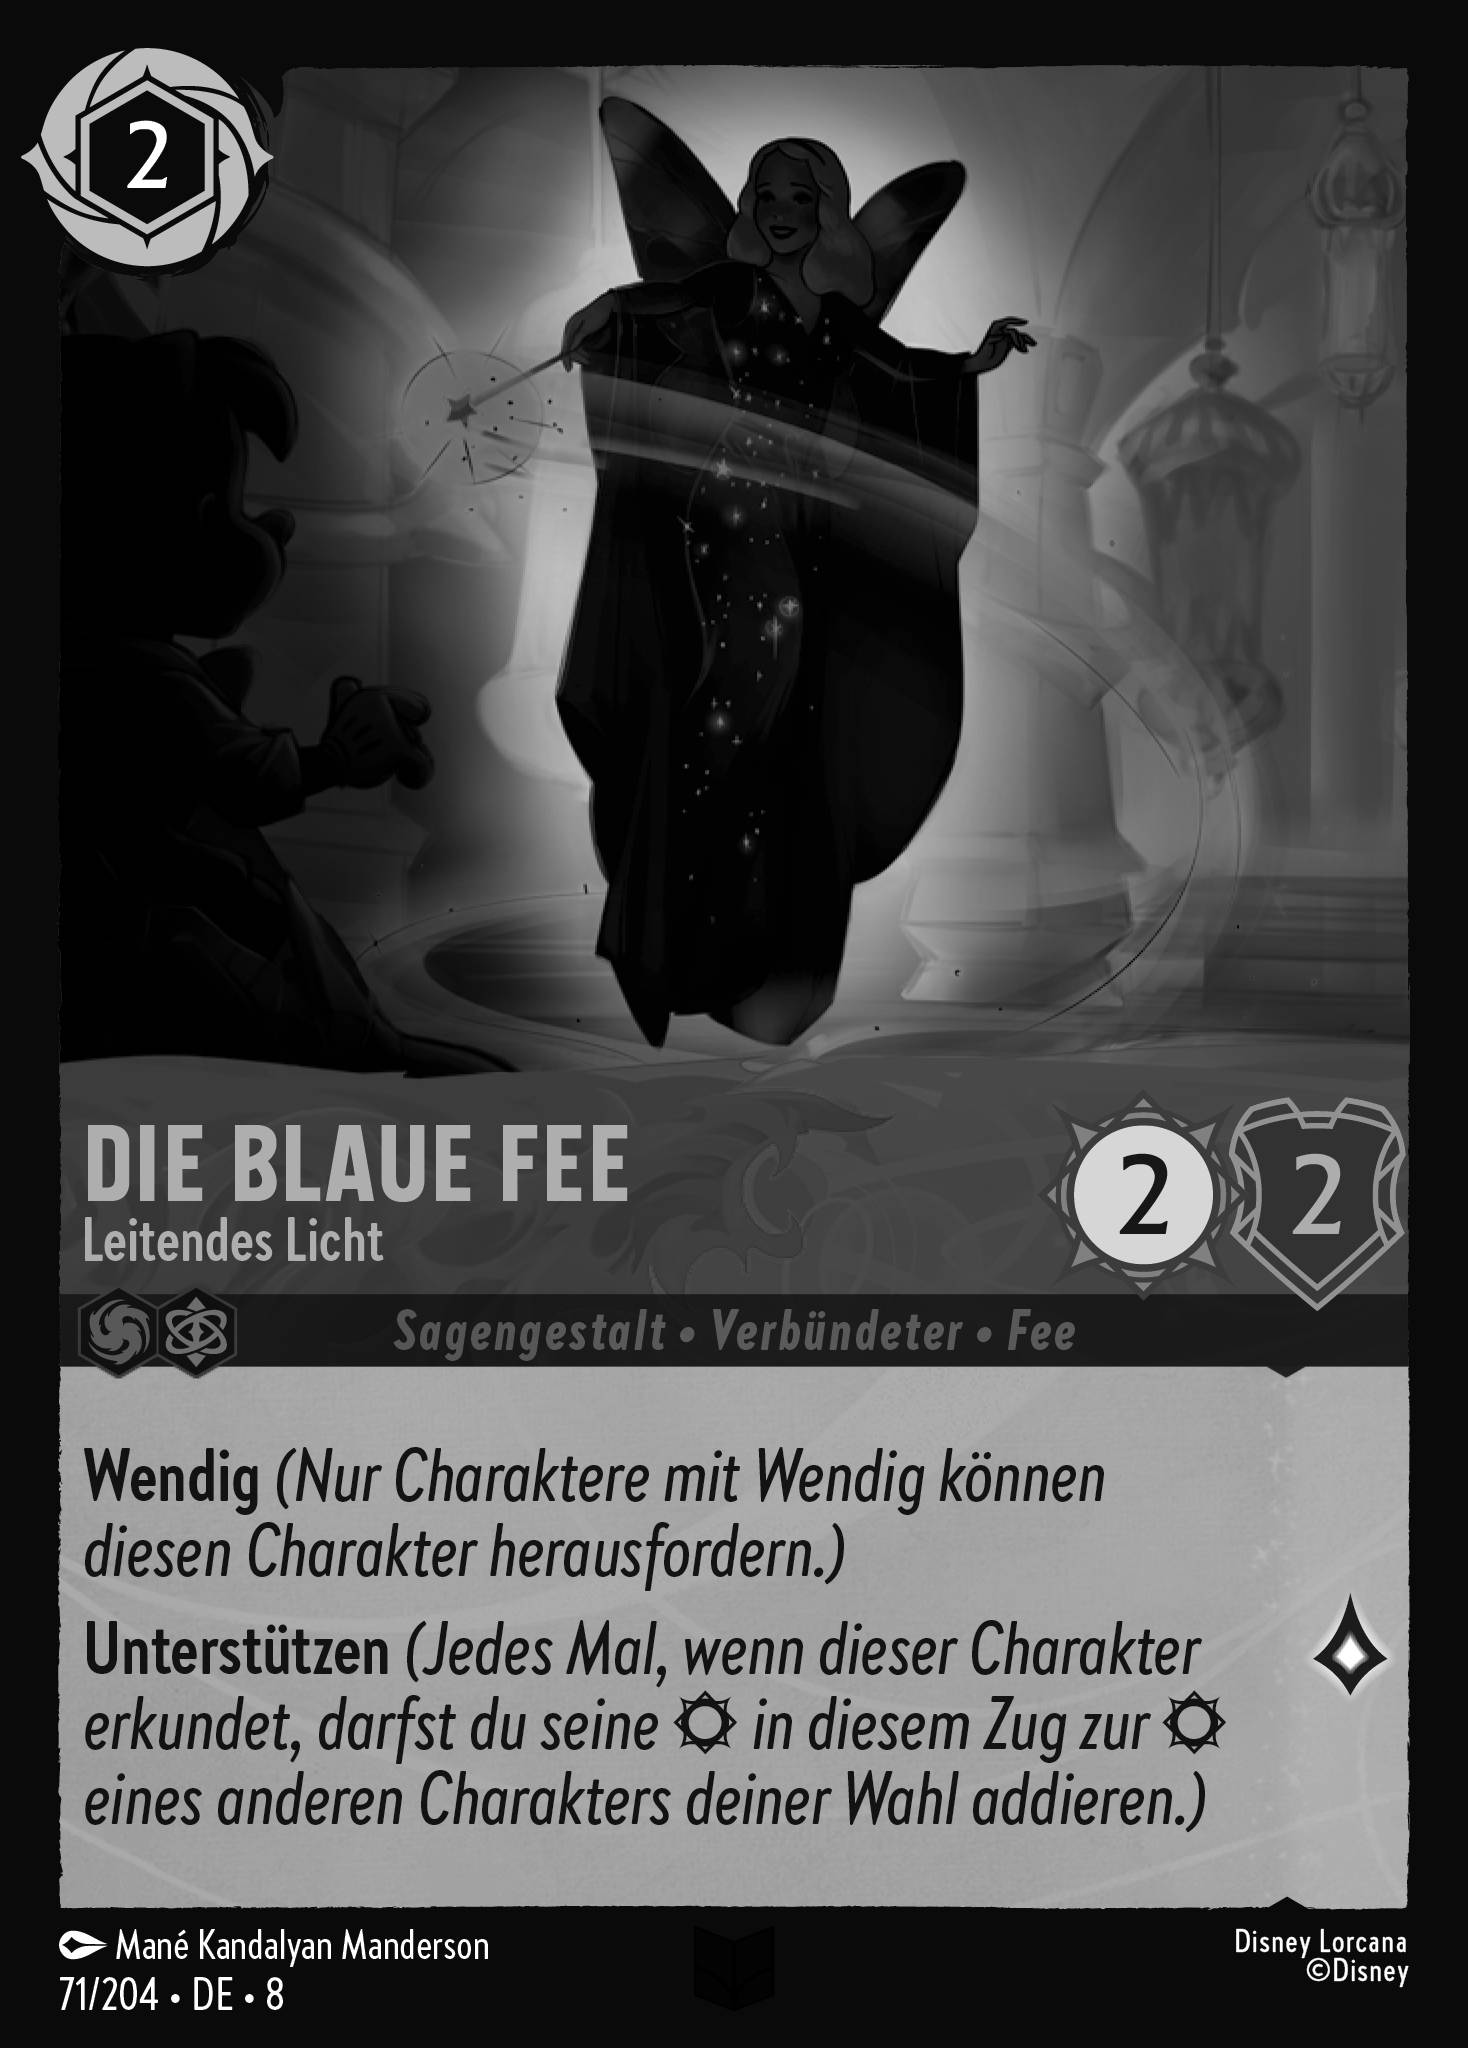 2
DIE BLAUE FEE
Leitendes Licht
2
2
Sagengestalt • Verbündeter • Fee
Wendig (Nur Charaktere mit Wendig können
diesen Charakter herausfordern.)
Unterstützen (Jedes Mal, wenn dieser Charakter
erkundet, darfst du seine in diesem Zug zur
eines anderen Charakters deiner Wahl addieren.)
Mané Kandalyan Manderson
Disney Lorcana
71/204 • DE • 8
©Disney